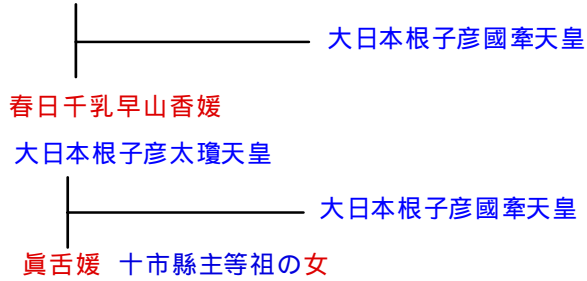 大日本根子彦國牽天皇
春日千乳早山香媛
大日本根子彦太瓊天皇
大日本根子彦國牽天皇
眞舌媛 十市縣主等祖の女